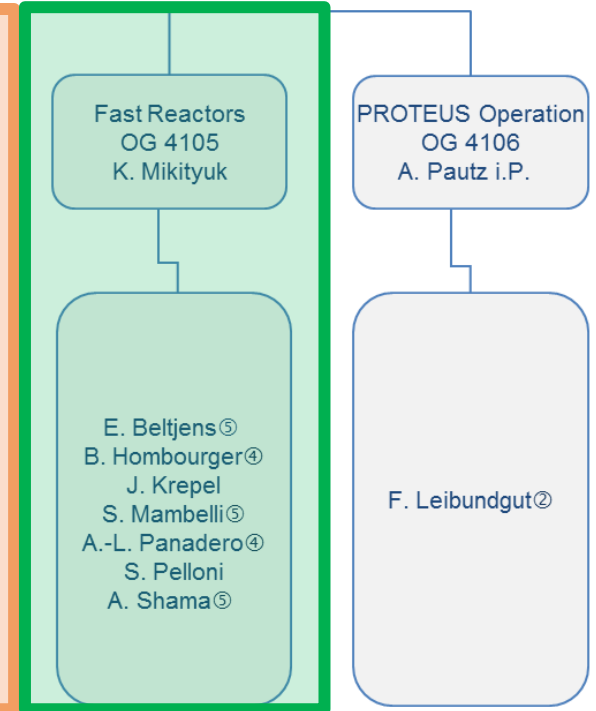 Fast Reactors
OG 4105
K. Mikityuk
PROTEUS Operation
OG 4106
A. Pautz i.P.
E. Beltjens⑤
B. Hombourger④
J. Krepel
S. Mambelli⑤
A.-L. Panadero④
S. Pelloni
A. Shama⑤
F. Leibundgut②